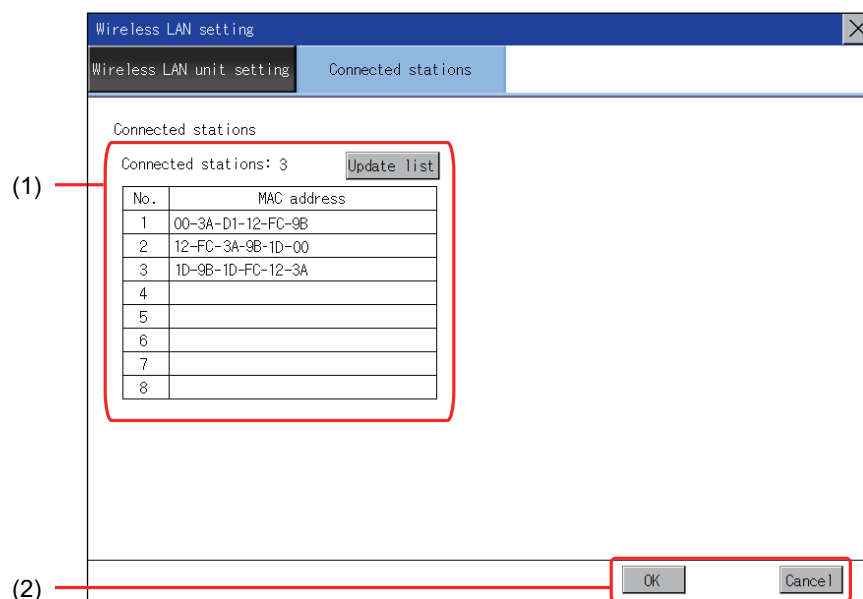 Wireless LAN setting
Wireless LAN unit setting Connected stations
Connected stations
(1)
Connected stations: 3 Update list
No. MAC address
1 00-3A-D1-12-FC-9B
2 12-FC-3A-9B-1D-00
3 1D-9B-1D-FC-12-3A
4
5
6
7
8
(2)
OK Cancel